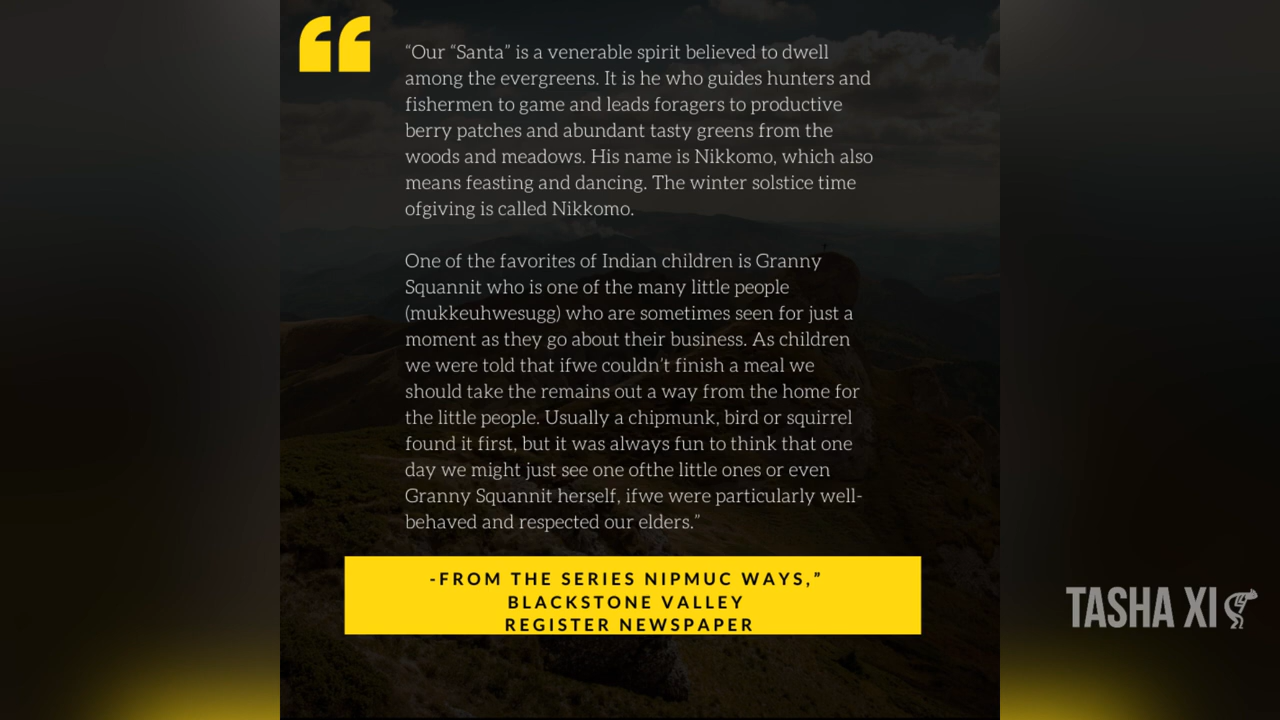 “Our “Santa” is a venerable spirit believed to dwell
among the evergreens. It is he who guides hunters and
fishermen to game and leads foragers to productive
berry patches and abundant tasty greens from the
woods and meadows. His name is Nikkomo, which also
means feasting and dancing. The winter solstice time
ofgiving is called Nikkomo.
One of the favorites of Indian children is Granny
Squannit who is one of the many little people
(mukkeuhwesugg) who are sometimes seen for just a
moment as they go about their business. As children
we were told that ifwe couldn’t finish a meal we
should take the remains out a way from the home for
the little people. Usually a chipmunk, bird or squirrel
found it first, but it was always fun to think that one
day we might just see one ofthe little ones or even
Granny Squannit herself, ifwe were particularly well-
behaved and respected our elders.”
-FROM THE SERIES NIPMUC WAYS,”
BLACKSTONE VALLEY
REGISTER NEWSPAPER
TASHA XI